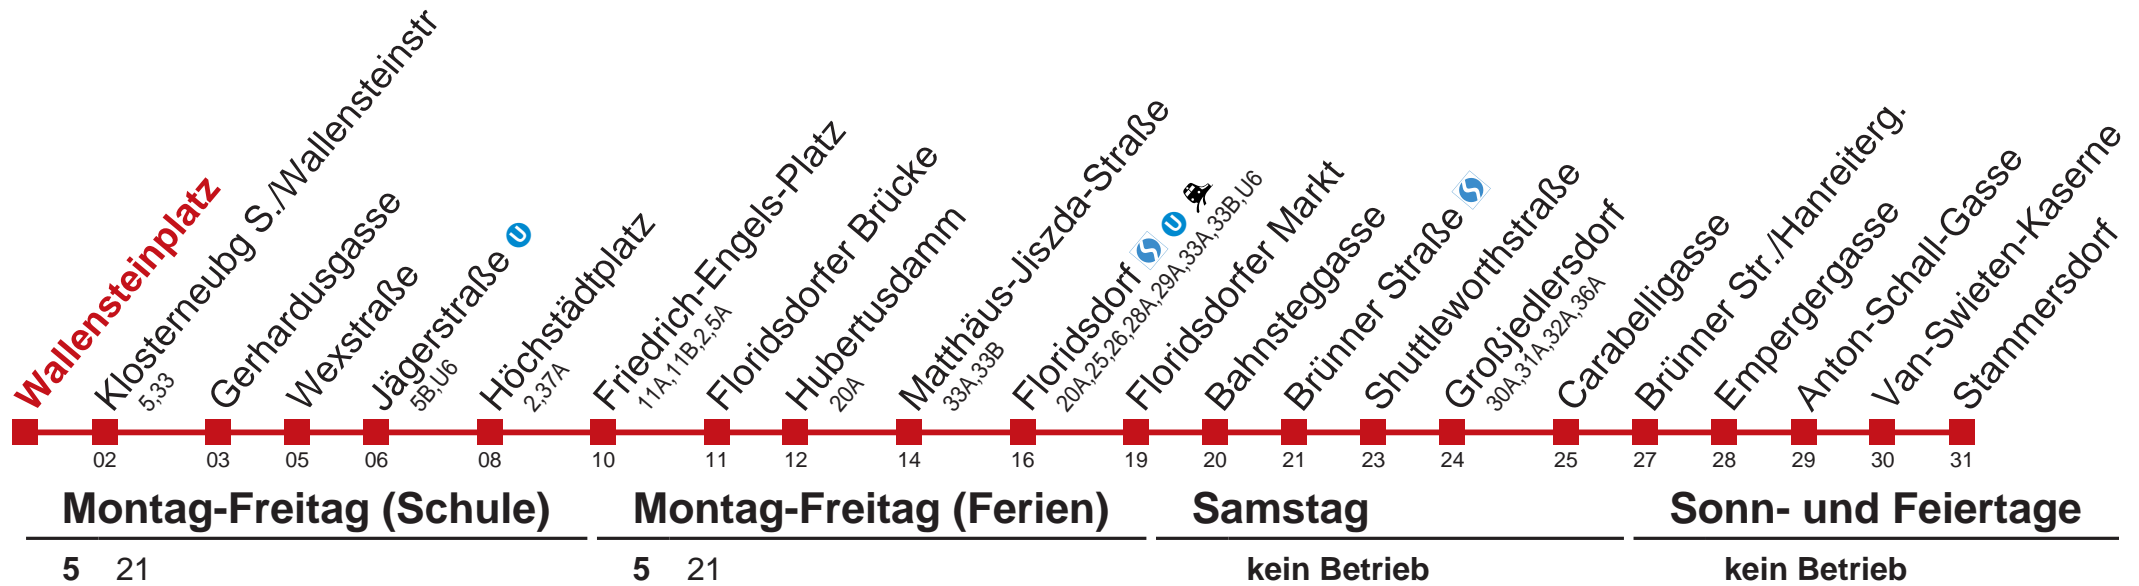 Wallensteinplatz
Klosterneubg S./Wallensteinstr
5,33
Gerhardusgasse
Wexstraße
Jägerstraße U
5B,U6
Höchstädtplatz
2,37A
Friedrich-Engels-Platz
11A,11B,2,5A
Floridsdorfer Brücke
Hubertusdamm
20A
Matthäus-Jiszda-Straße
33A,33B
Floridsdorf S U
20A,25,26,28A,29A,33A,33B,U6
Floridsdorfer Markt
Bahnsteggasse
Brünner Straße S
Shuttleworthstraße
Großjedlersdorf
30A,31A,32A,36A
Carabelligasse
Brünner Str./Hanreiterg.
Empergergasse
Anton-Schall-Gasse
Van-Swieten-Kaserne
Stammersdorf
02 03 05 06 08 10 11 12 14 16 19 20 21 23 24 25 27 28 29 30 31
Montag-Freitag (Schule) Montag-Freitag (Ferien) Samstag Sonn- und Feiertage
5 21 5 21 kein Betrieb kein Betrieb